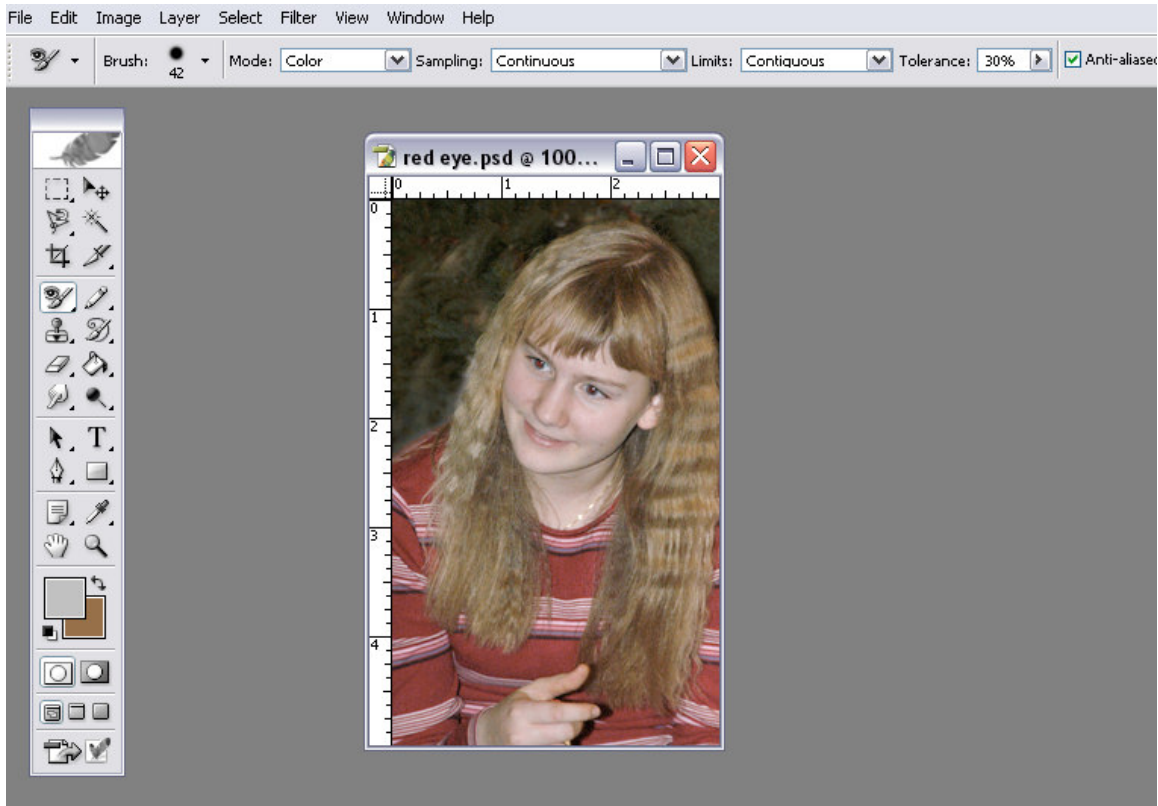 File Edit Image Layer Select Filter View Window Help
Brush: 42 Mode: Color Sampling: Continuous Limits: Contiguous Tolerance: 30% Anti-aliased
red eye.psd @ 100...
0 1 2
0
1
2
3
4
T